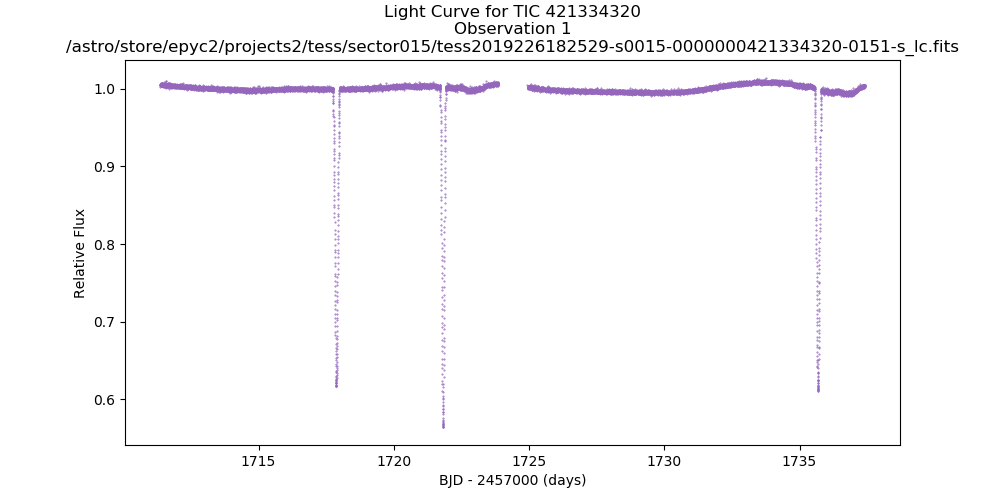 Light Curve for TIC 421334320
Observation 1
/astro/store/epyc2/projects2/tess/sector015/tess2019226182529-s0015-0000000421334320-0151-s_lc.fits
1.0
0.9
0.8
0.7
0.6
Relative Flux
1715
1720
1725
1730
1735
BJD - 2457000 (days)